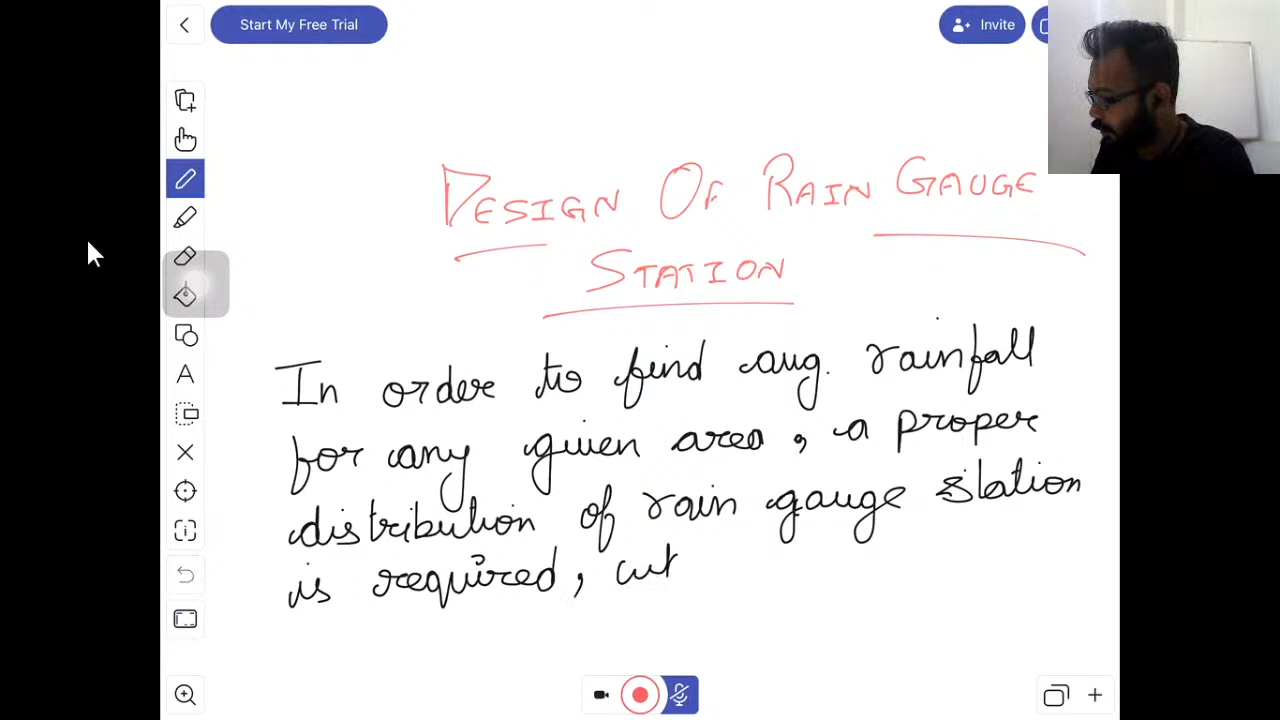 Start My Free Trial
Invite
DESIGN OF RAIN GAUGE
STATION
In order to find avg. rainfall
for any given area, a proper
distribution of rain gauge station
is required,
A